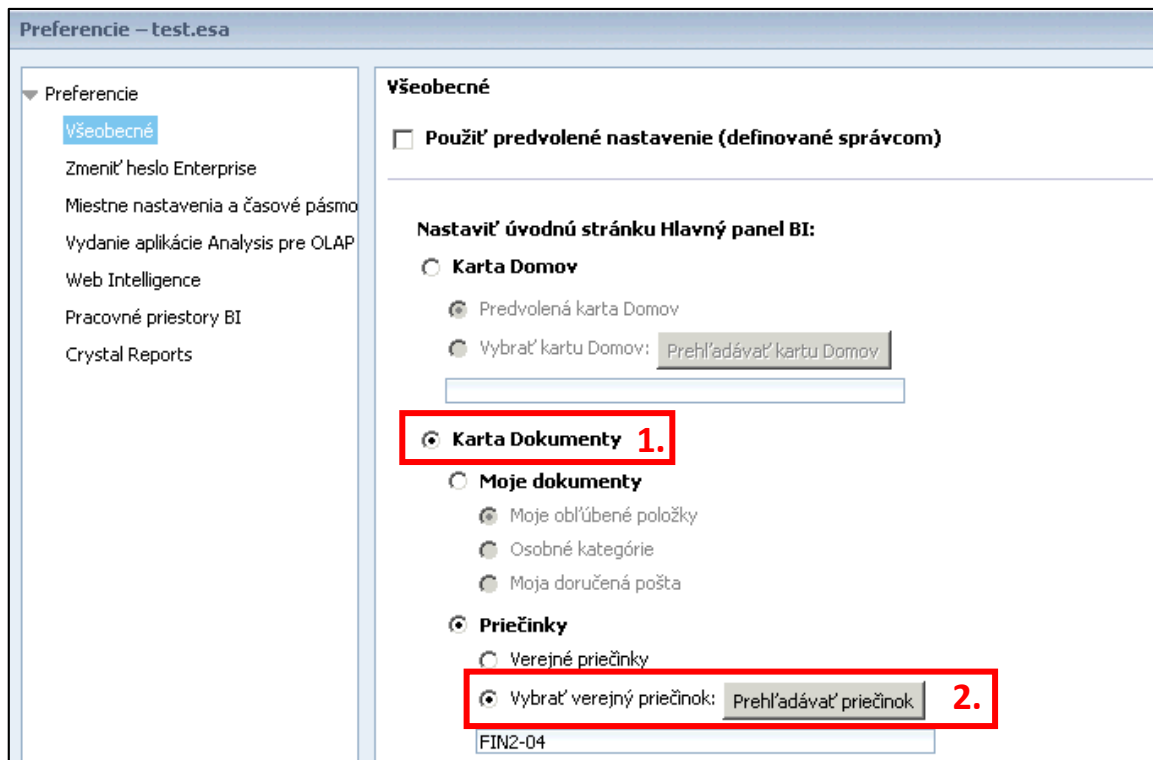 Preferencie – test.esa
Preferencie
Všeobecné
Zmeniť heslo Enterprise
Miestne nastavenia a časové pásmo
Vydanie aplikácie Analysis pre OLAP
Web Intelligence
Pracovné priestory BI
Crystal Reports
Všeobecné
Použiť predvolené nastavenie (definované správcom)
Nastaviť úvodnú stránku Hlavný panel BI:
Karta Domov
Predvolená karta Domov
Vybrať kartu Domov: Prehľadávať kartu Domov
Karta Dokumenty 1.
Moje dokumenty
Moje obľúbené položky
Osobné kategórie
Moja doručená pošta
Priečinky
Verejné priečinky
Vybrať verejný priečinok: Prehľadávať priečinok 2.
FIN2-04